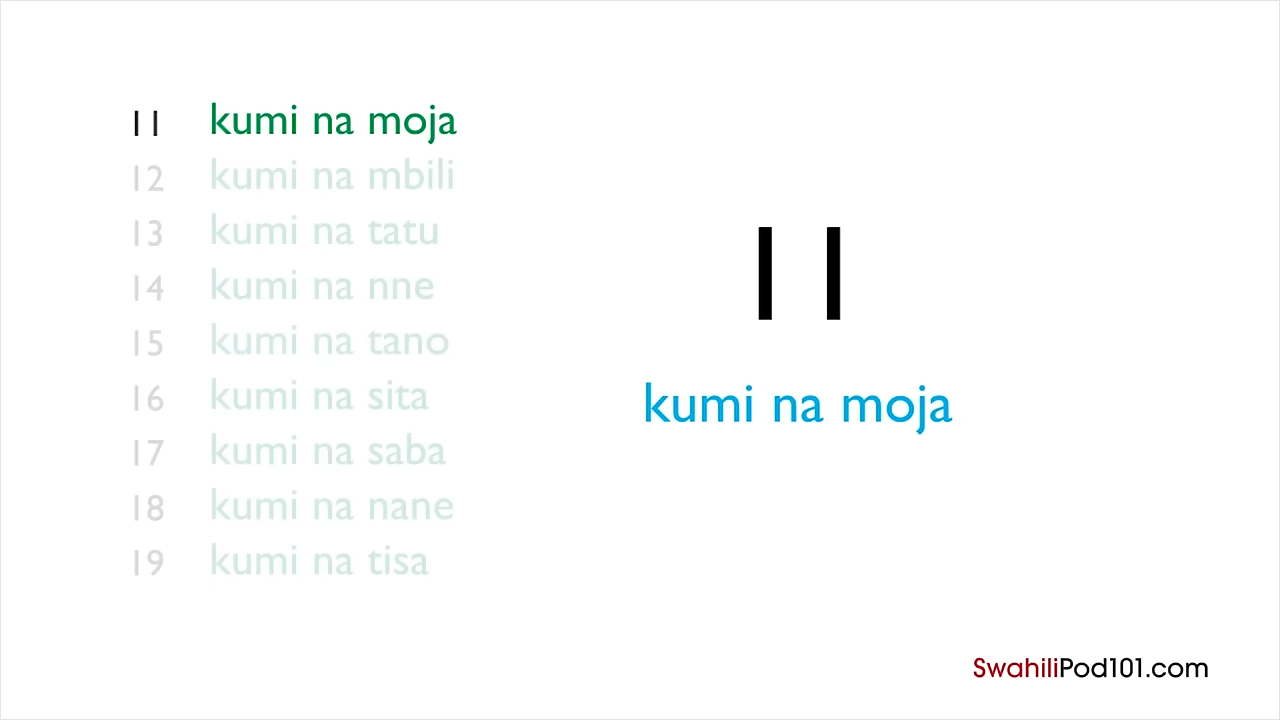 11 kumi na moja
12 kumi na mbili
13 kumi na tatu
14 kumi na nne
15 kumi na tano
16 kumi na sita
17 kumi na saba
18 kumi na nane
19 kumi na tisa
11
kumi na moja
SwahiliPod101.com